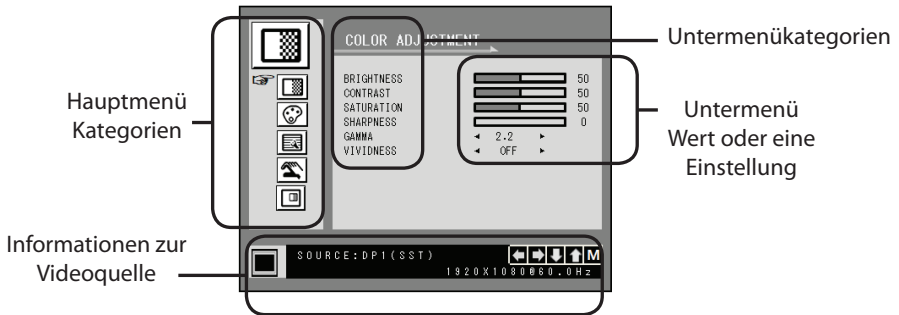 COLOR ADJUSTMENT
Untermenükategorien
BRIGHTNESS 50
CONTRAST 50
SATURATION 50
SHARPNESS 0
GAMMA 2.2
VIVIDNESS OFF
Hauptmenü
Kategorien
Untermenü
Wert oder eine
Einstellung
Informationen zur
Videoquelle
SOURCE:DP1(SST)
M
1920X1080@60.0Hz